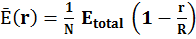 Ē(r)=1/N E_total (1 − r/R)